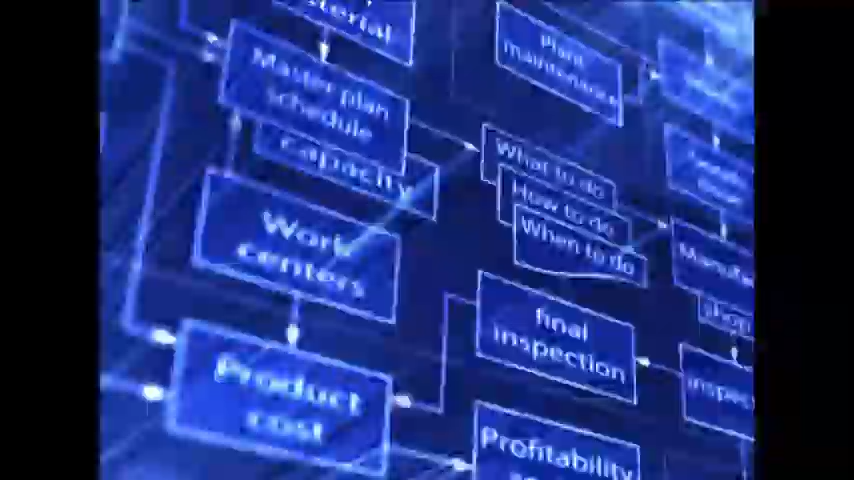 Master plan
schedule
capacity
Work
centers
Product
cost
Plant
maintenance
What to do
How to do
When to do
final
inspection
Profitability
shop